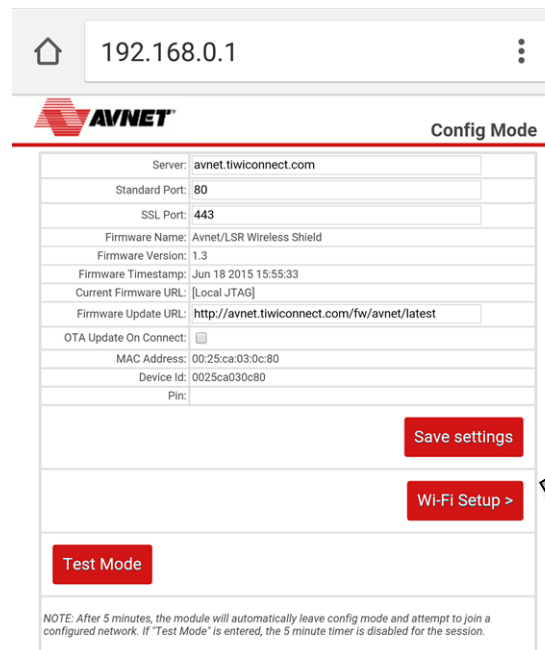 192.168.0.1
AVNET
Config Mode
Server: avnet.tiwiconnect.com
Standard Port: 80
SSL Port: 443
Firmware Name: Avnet/LSR Wireless Shield
Firmware Version: 1.3
Firmware Timestamp: Jun 18 2015 15:55:33
Current Firmware URL: [Local JTAG]
Firmware Update URL: http://avnet.tiwiconnect.com/fw/avnet/latest
OTA Update On Connect:
MAC Address: 00:25:ca:03:0c:80
Device Id: 0025ca030c80
Pin:
Save settings
Wi-Fi Setup >
Test Mode
NOTE: After 5 minutes, the module will automatically leave config mode and attempt to join a
configured network. If "Test Mode" is entered, the 5 minute timer is disabled for the session.